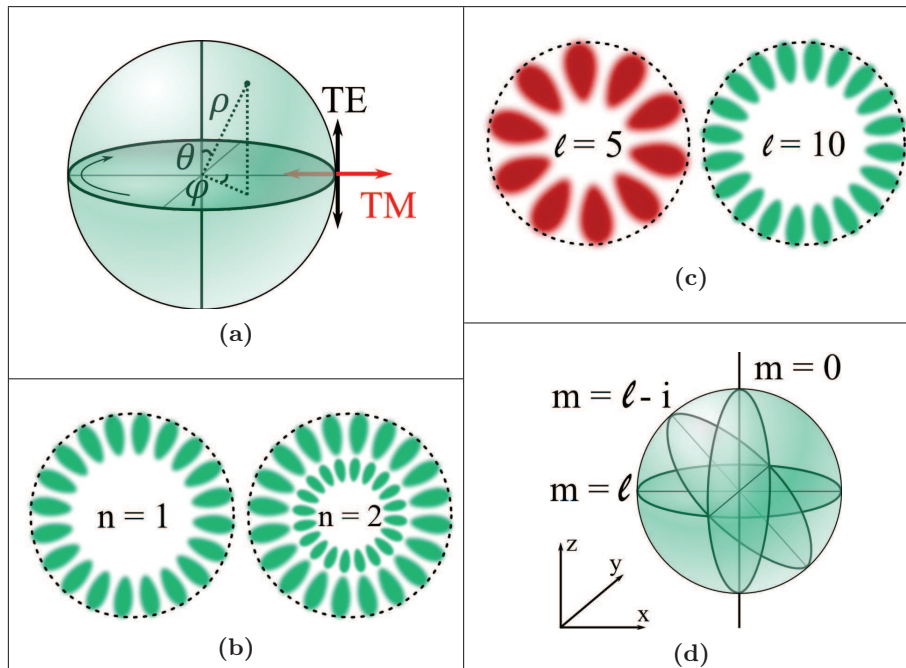 ρ
TE
θ
φ
TM
(a)
ℓ = 5
ℓ = 10
(c)
n = 1
n = 2
(b)
m = 0
m = ℓ - i
m = ℓ
z
y
x
(d)